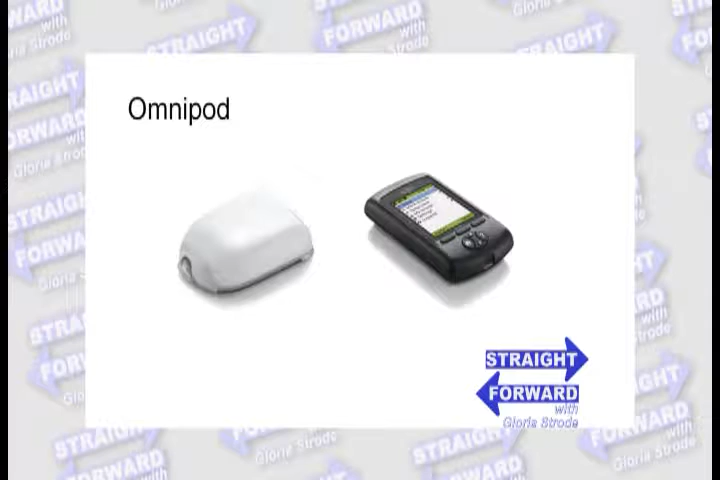 Omnipod
STRAIGHT
FORWARD
with
Gloria Strode